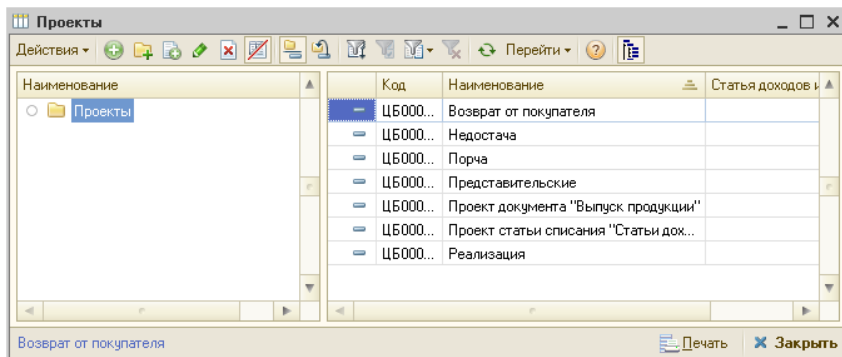 Проекты
Действия Перейти
Наименование
Проекты
Код Наименование Статья доходов и
ЦБ000... Возврат от покупателя
ЦБ000... Недостача
ЦБ000... Порча
ЦБ000... Представительские
ЦБ000... Проект документа "Выпуск продукции"
ЦБ000... Проект статьи списания "Статьи дох...
ЦБ000... Реализация
Возврат от покупателя Печать Закрыть